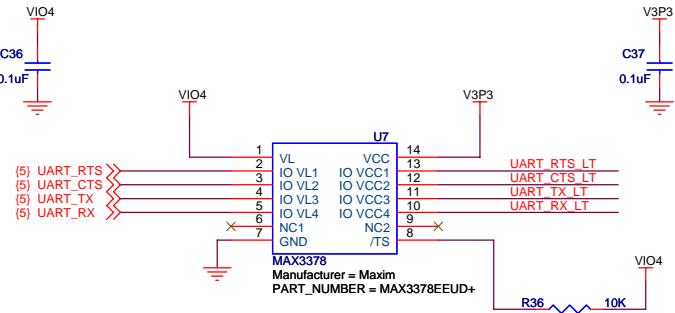 VIO4
V3P3
C36
0.1uF
C37
0.1uF
VIO4
V3P3
U7
1 VL VCC 14
{5} UART_RTS 2 IO VL1 IO VCC1 13 UART_RTS_LT
{5} UART_CTS 3 IO VL2 IO VCC2 12 UART_CTS_LT
{5} UART_TX 4 IO VL3 IO VCC3 11 UART_TX_LT
{5} UART_RX 5 IO VL4 IO VCC4 10 UART_RX_LT
6 NC1 NC2 9
7 GND /TS 8
MAX3378
Manufacturer = Maxim
PART_NUMBER = MAX3378EEUD+
VIO4
R36 10K